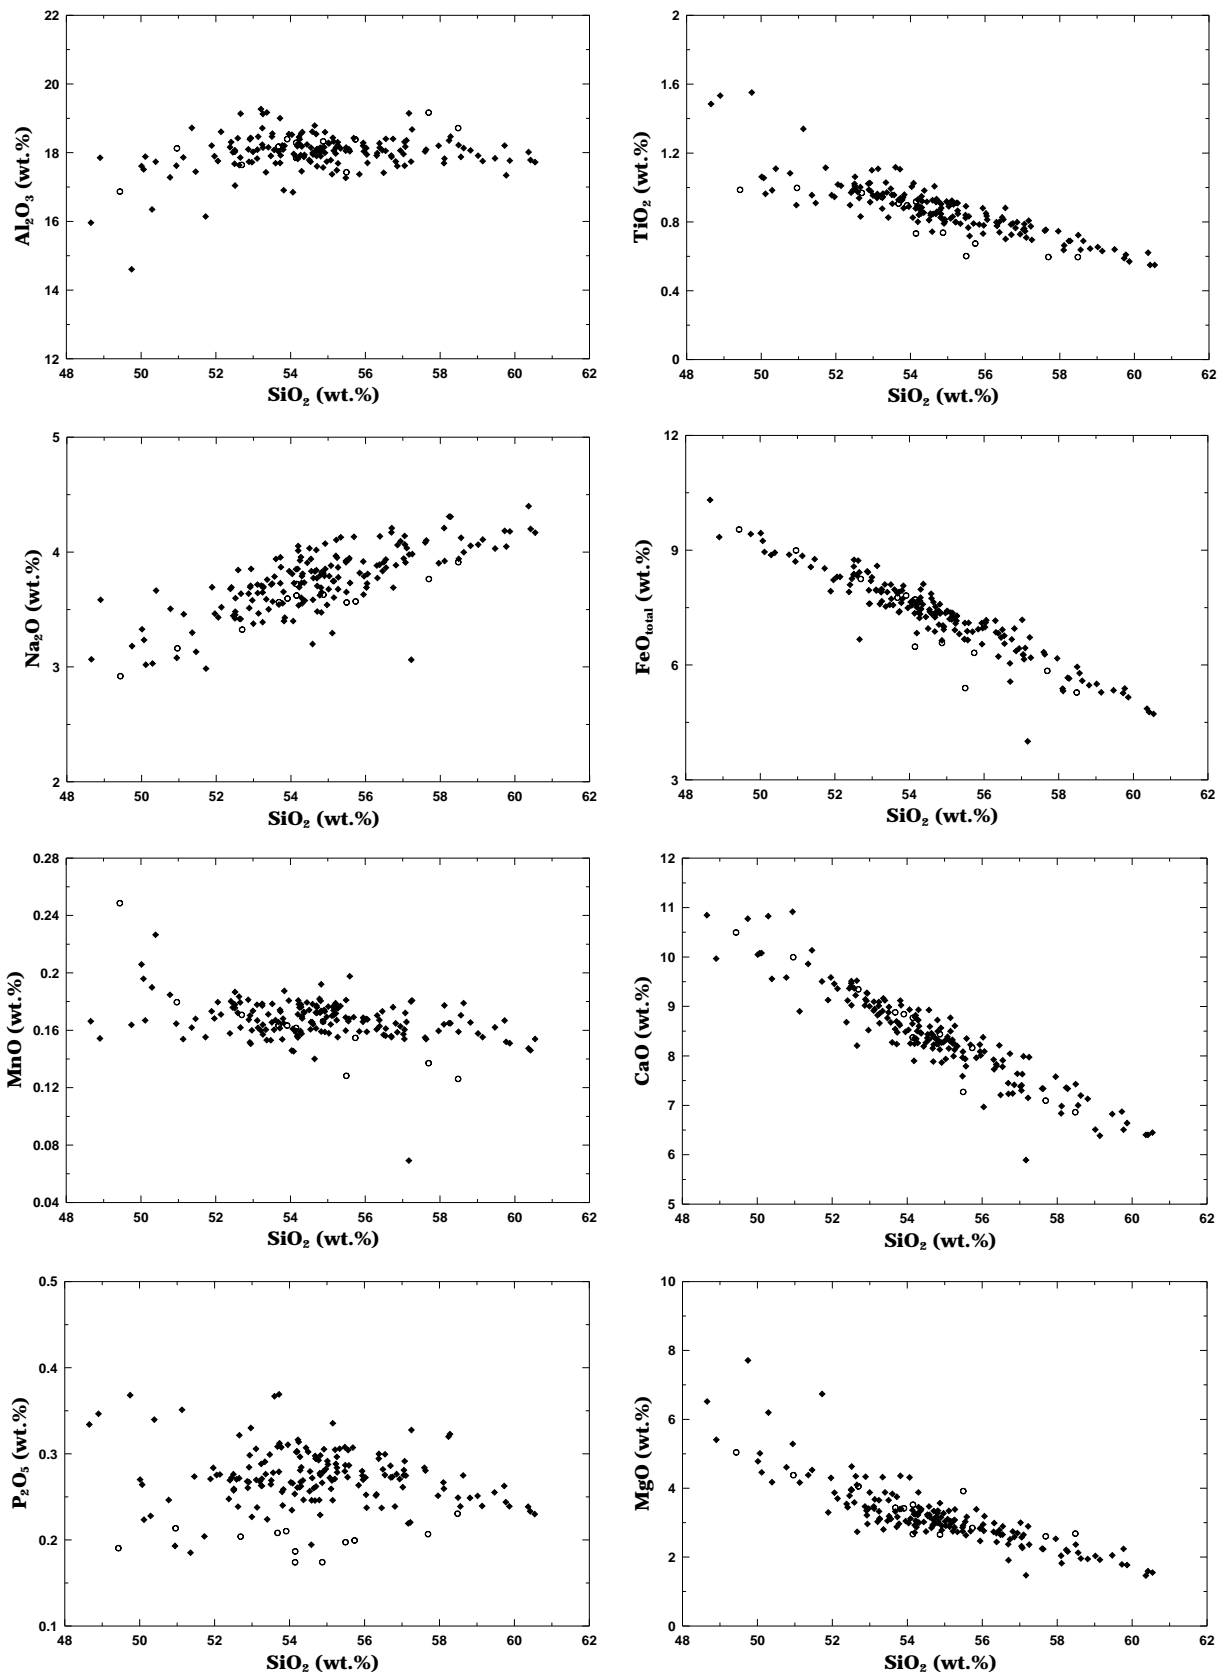 22
20
18
16
14
12
Al₂O₃ (wt.%)
48 50 52 54 56 58 60 62
SiO₂ (wt.%)
2
1.6
1.2
0.8
0.4
0
TiO₂ (wt.%)
48 50 52 54 56 58 60 62
SiO₂ (wt.%)
5
4
3
2
Na₂O (wt.%)
48 50 52 54 56 58 60 62
SiO₂ (wt.%)
12
9
6
3
FeOtotal (wt.%)
48 50 52 54 56 58 60 62
SiO₂ (wt.%)
0.28
0.24
0.2
0.16
0.12
0.08
0.04
MnO (wt.%)
48 50 52 54 56 58 60 62
SiO₂ (wt.%)
12
11
10
9
8
7
6
5
CaO (wt.%)
48 50 52 54 56 58 60 62
SiO₂ (wt.%)
0.5
0.4
0.3
0.2
0.1
P₂O₅ (wt.%)
48 50 52 54 56 58 60 62
SiO₂ (wt.%)
10
8
6
4
2
0
MgO (wt.%)
48 50 52 54 56 58 60 62
SiO₂ (wt.%)